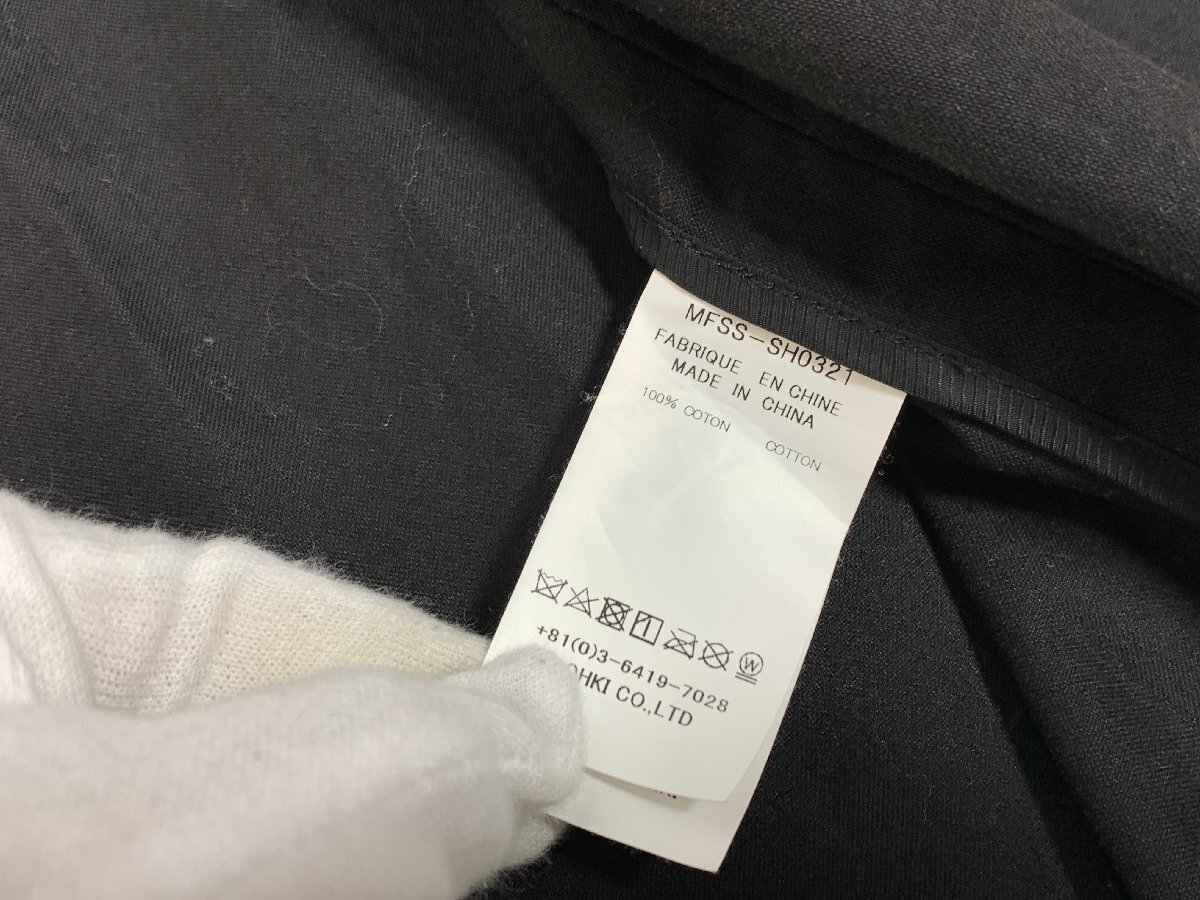 MFSS-SH0321
FABRIQUE EN CHINE
MADE IN CHINA
100% COTON COTTON
W
+81(0)3-6419-7028
CO.,LTD